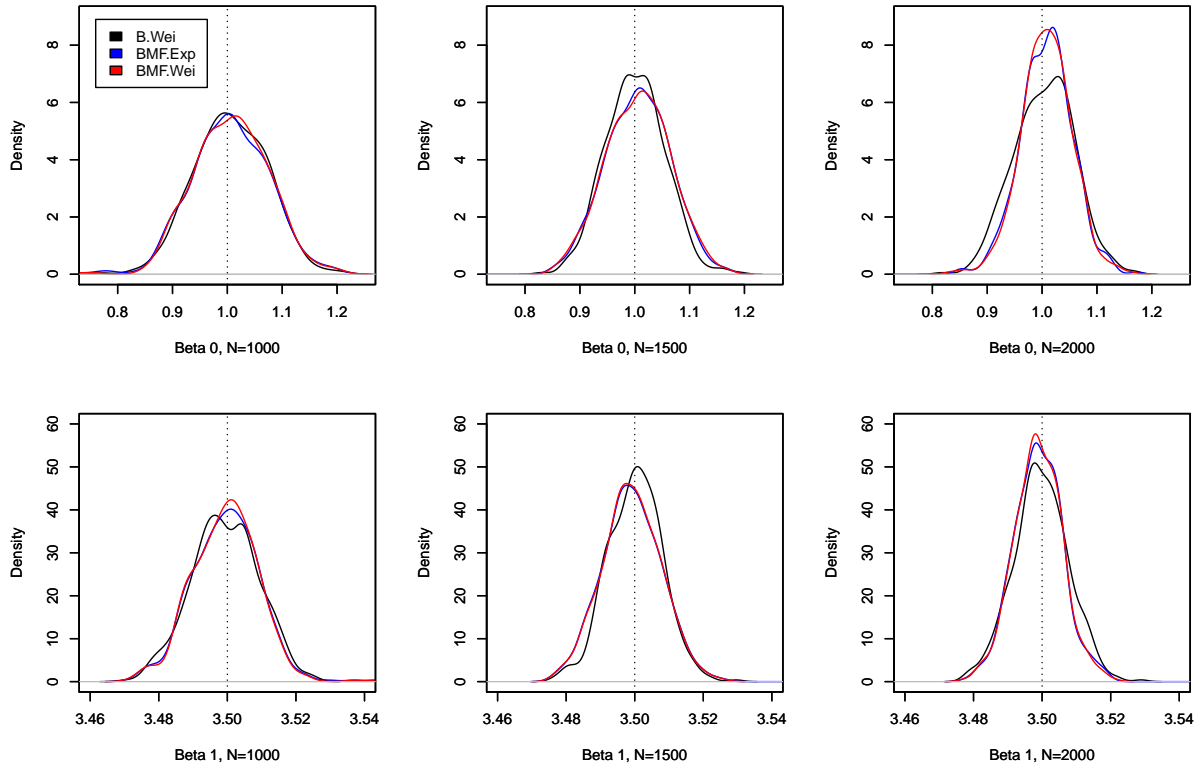 B.Wei
BMF.Exp
BMF.Wei
Density
0 2 4 6 8
0.8 0.9 1.0 1.1 1.2
Beta 0, N=1000
Density
0 2 4 6 8
0.8 0.9 1.0 1.1 1.2
Beta 0, N=1500
Density
0 2 4 6 8
0.8 0.9 1.0 1.1 1.2
Beta 0, N=2000
Density
0 10 20 30 40 50 60
3.46 3.48 3.50 3.52 3.54
Beta 1, N=1000
Density
0 10 20 30 40 50 60
3.46 3.48 3.50 3.52 3.54
Beta 1, N=1500
Density
0 10 20 30 40 50 60
3.46 3.48 3.50 3.52 3.54
Beta 1, N=2000